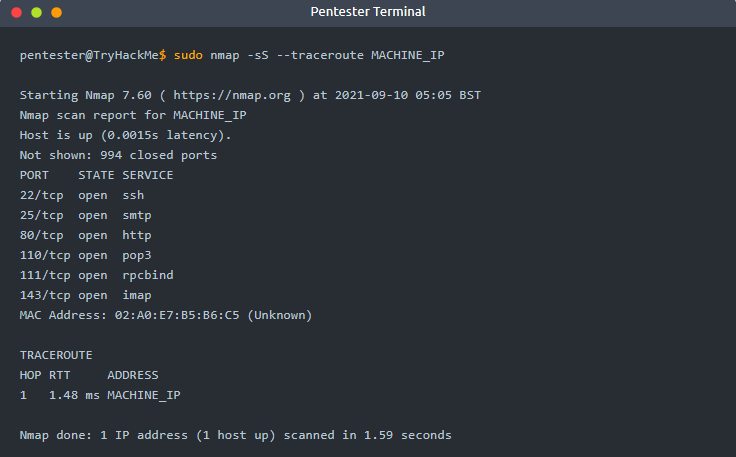 Pentester Terminal
pentester@TryHackMe$ sudo nmap -sS --traceroute MACHINE_IP
Starting Nmap 7.60 ( https://nmap.org ) at 2021-09-10 05:05 BST
Nmap scan report for MACHINE_IP
Host is up (0.0015s latency).
Not shown: 994 closed ports
PORT    STATE SERVICE
22/tcp  open  ssh
25/tcp  open  smtp
80/tcp  open  http
110/tcp open  pop3
111/tcp open  rpcbind
143/tcp open  imap
MAC Address: 02:A0:E7:B5:B6:C5 (Unknown)
TRACEROUTE
HOP RTT     ADDRESS
1   1.48 ms MACHINE_IP
Nmap done: 1 IP address (1 host up) scanned in 1.59 seconds